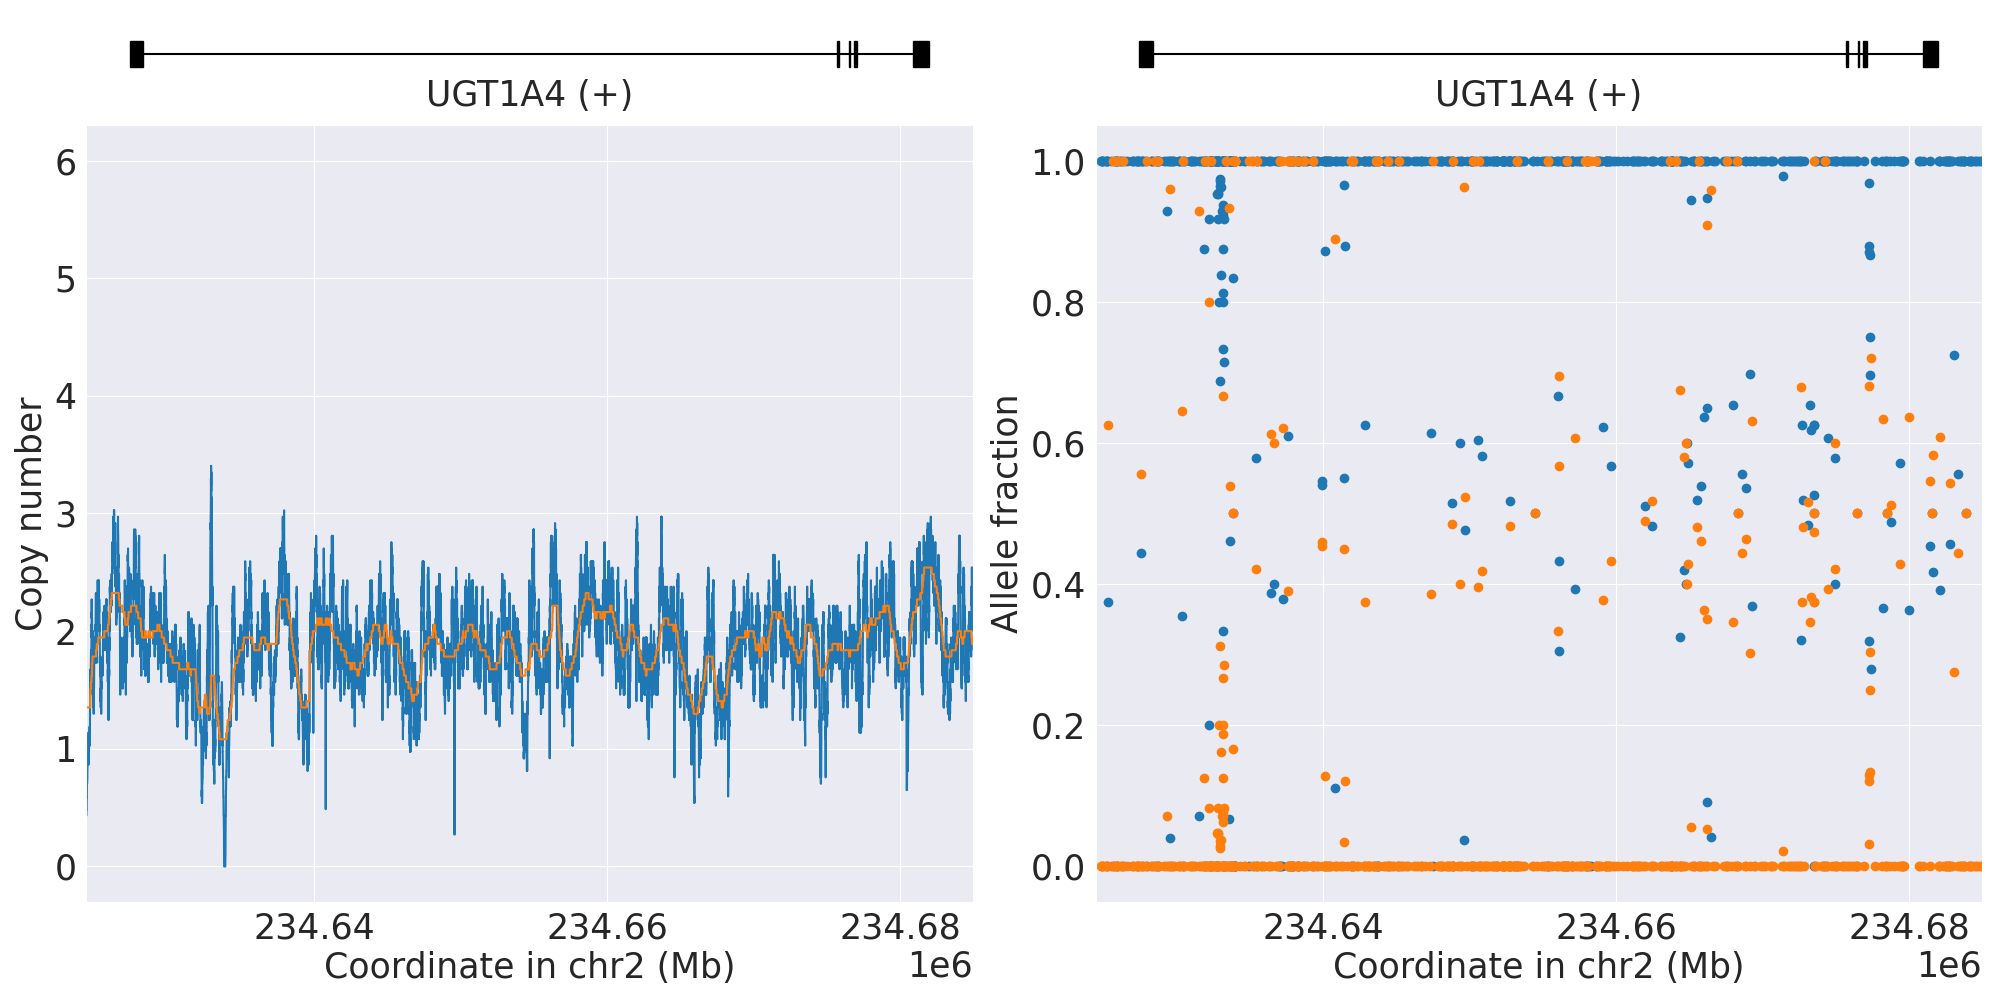 UGT1A4 (+)
6
5
4
3
2
1
0
Copy number
234.64 234.66 234.68
1e6
Coordinate in chr2 (Mb)
UGT1A4 (+)
1.0
0.8
0.6
0.4
0.2
0.0
Allele fraction
234.64 234.66 234.68
1e6
Coordinate in chr2 (Mb)